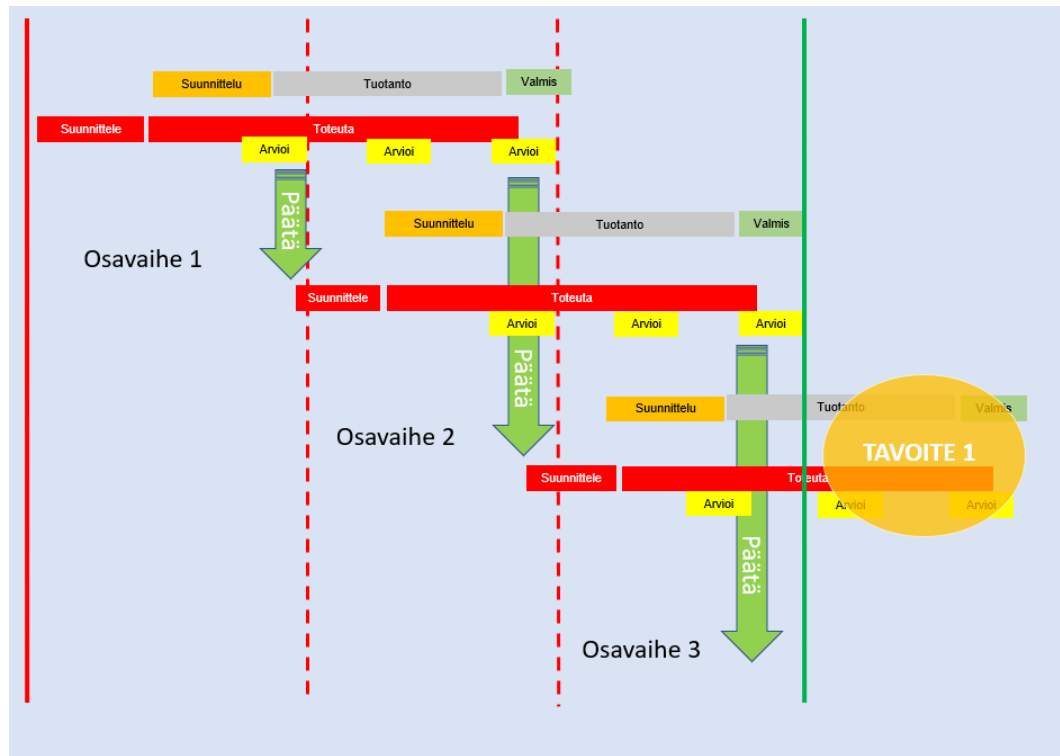 Suunnittelu Tuotanto Valmis
Suunnittele Toteuta
Arvioi Arvioi Arvioi
Päätä
Suunnittelu Tuotanto Valmis
Osavaihe 1
Suunnittele Toteuta
Arvioi Arvioi Arvioi
Päätä
Suunnittelu Tuotanto Valmis
Osavaihe 2
TAVOITE 1
Suunnittele Toteuta
Arvioi Arvioi Arvioi
Päätä
Osavaihe 3